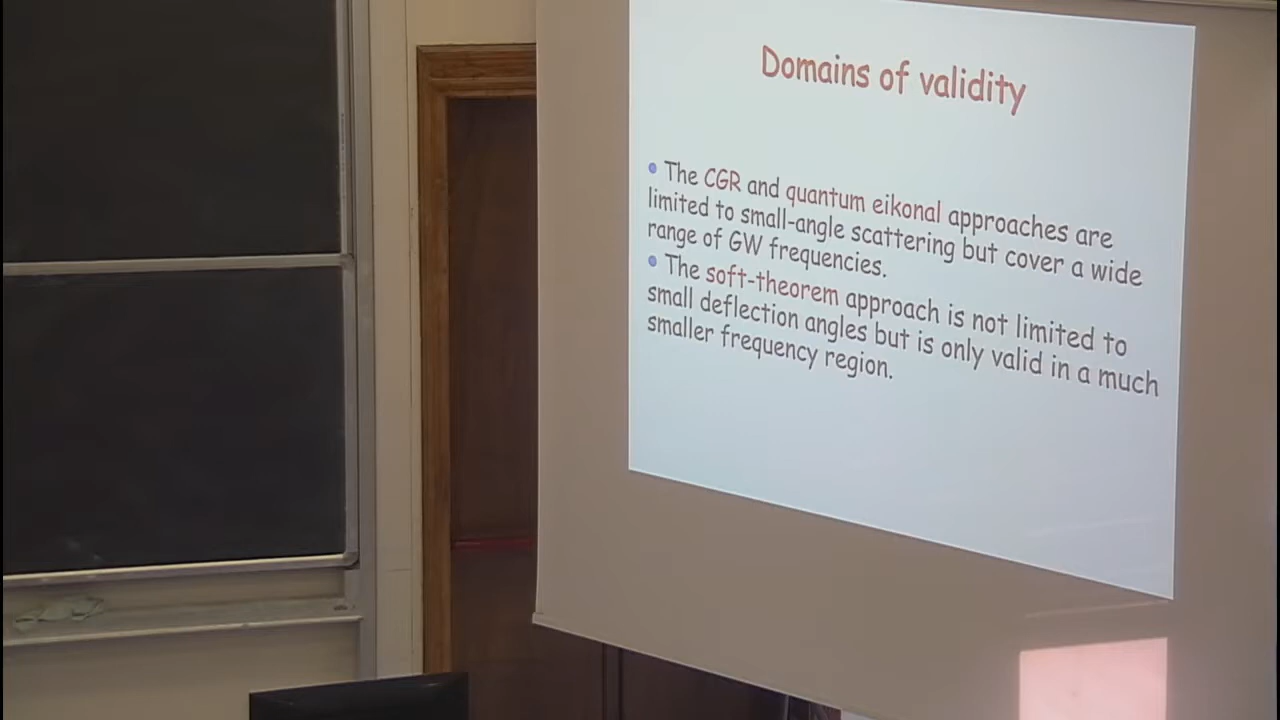 Domains of validity
• The CGR and quantum eikonal approaches are
limited to small-angle scattering but cover a wide
range of GW frequencies.
• The soft-theorem approach is not limited to
small deflection angles but is only valid in a much
smaller frequency region.